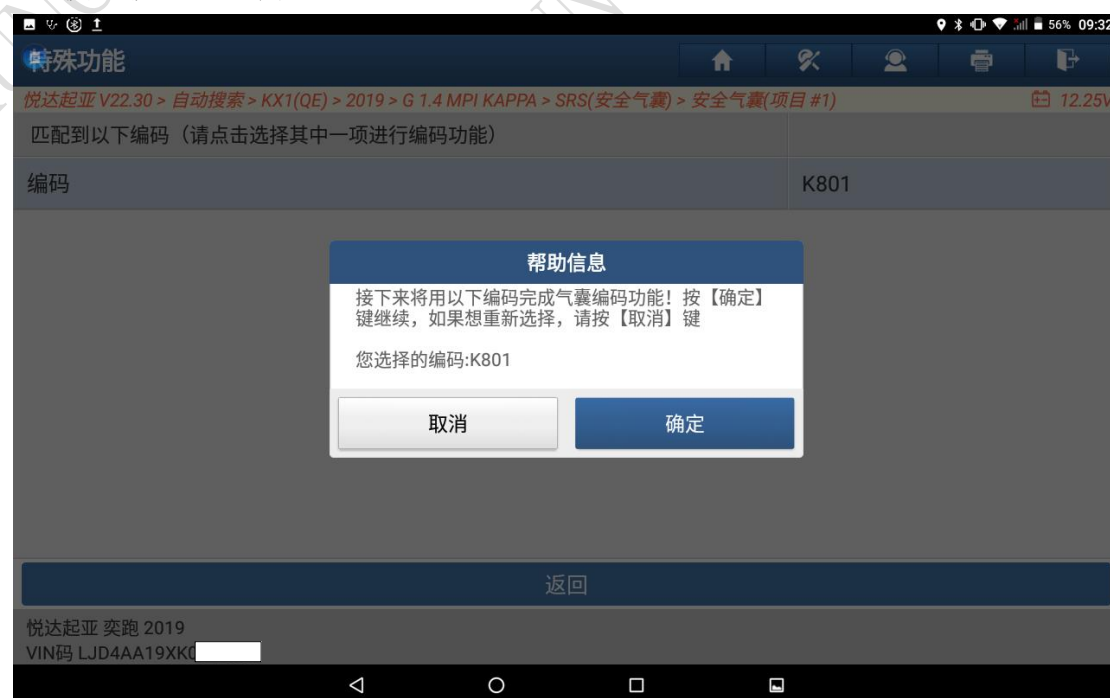 56% 09:32
特殊功能
悦达起亚 V22.30 > 自动搜索 > KX1(QE) > 2019 > G 1.4 MPI KAPPA > SRS(安全气囊) > 安全气囊(项目 #1)
12.25V
匹配到以下编码（请点击选择其中一项进行编码功能）
编码
K801
帮助信息
接下来将用以下编码完成气囊编码功能！按【确定】
键继续，如果想重新选择，请按【取消】键
您选择的编码:K801
取消
确定
返回
悦达起亚 奕跑 2019
VIN码 LJD4AA19XK0